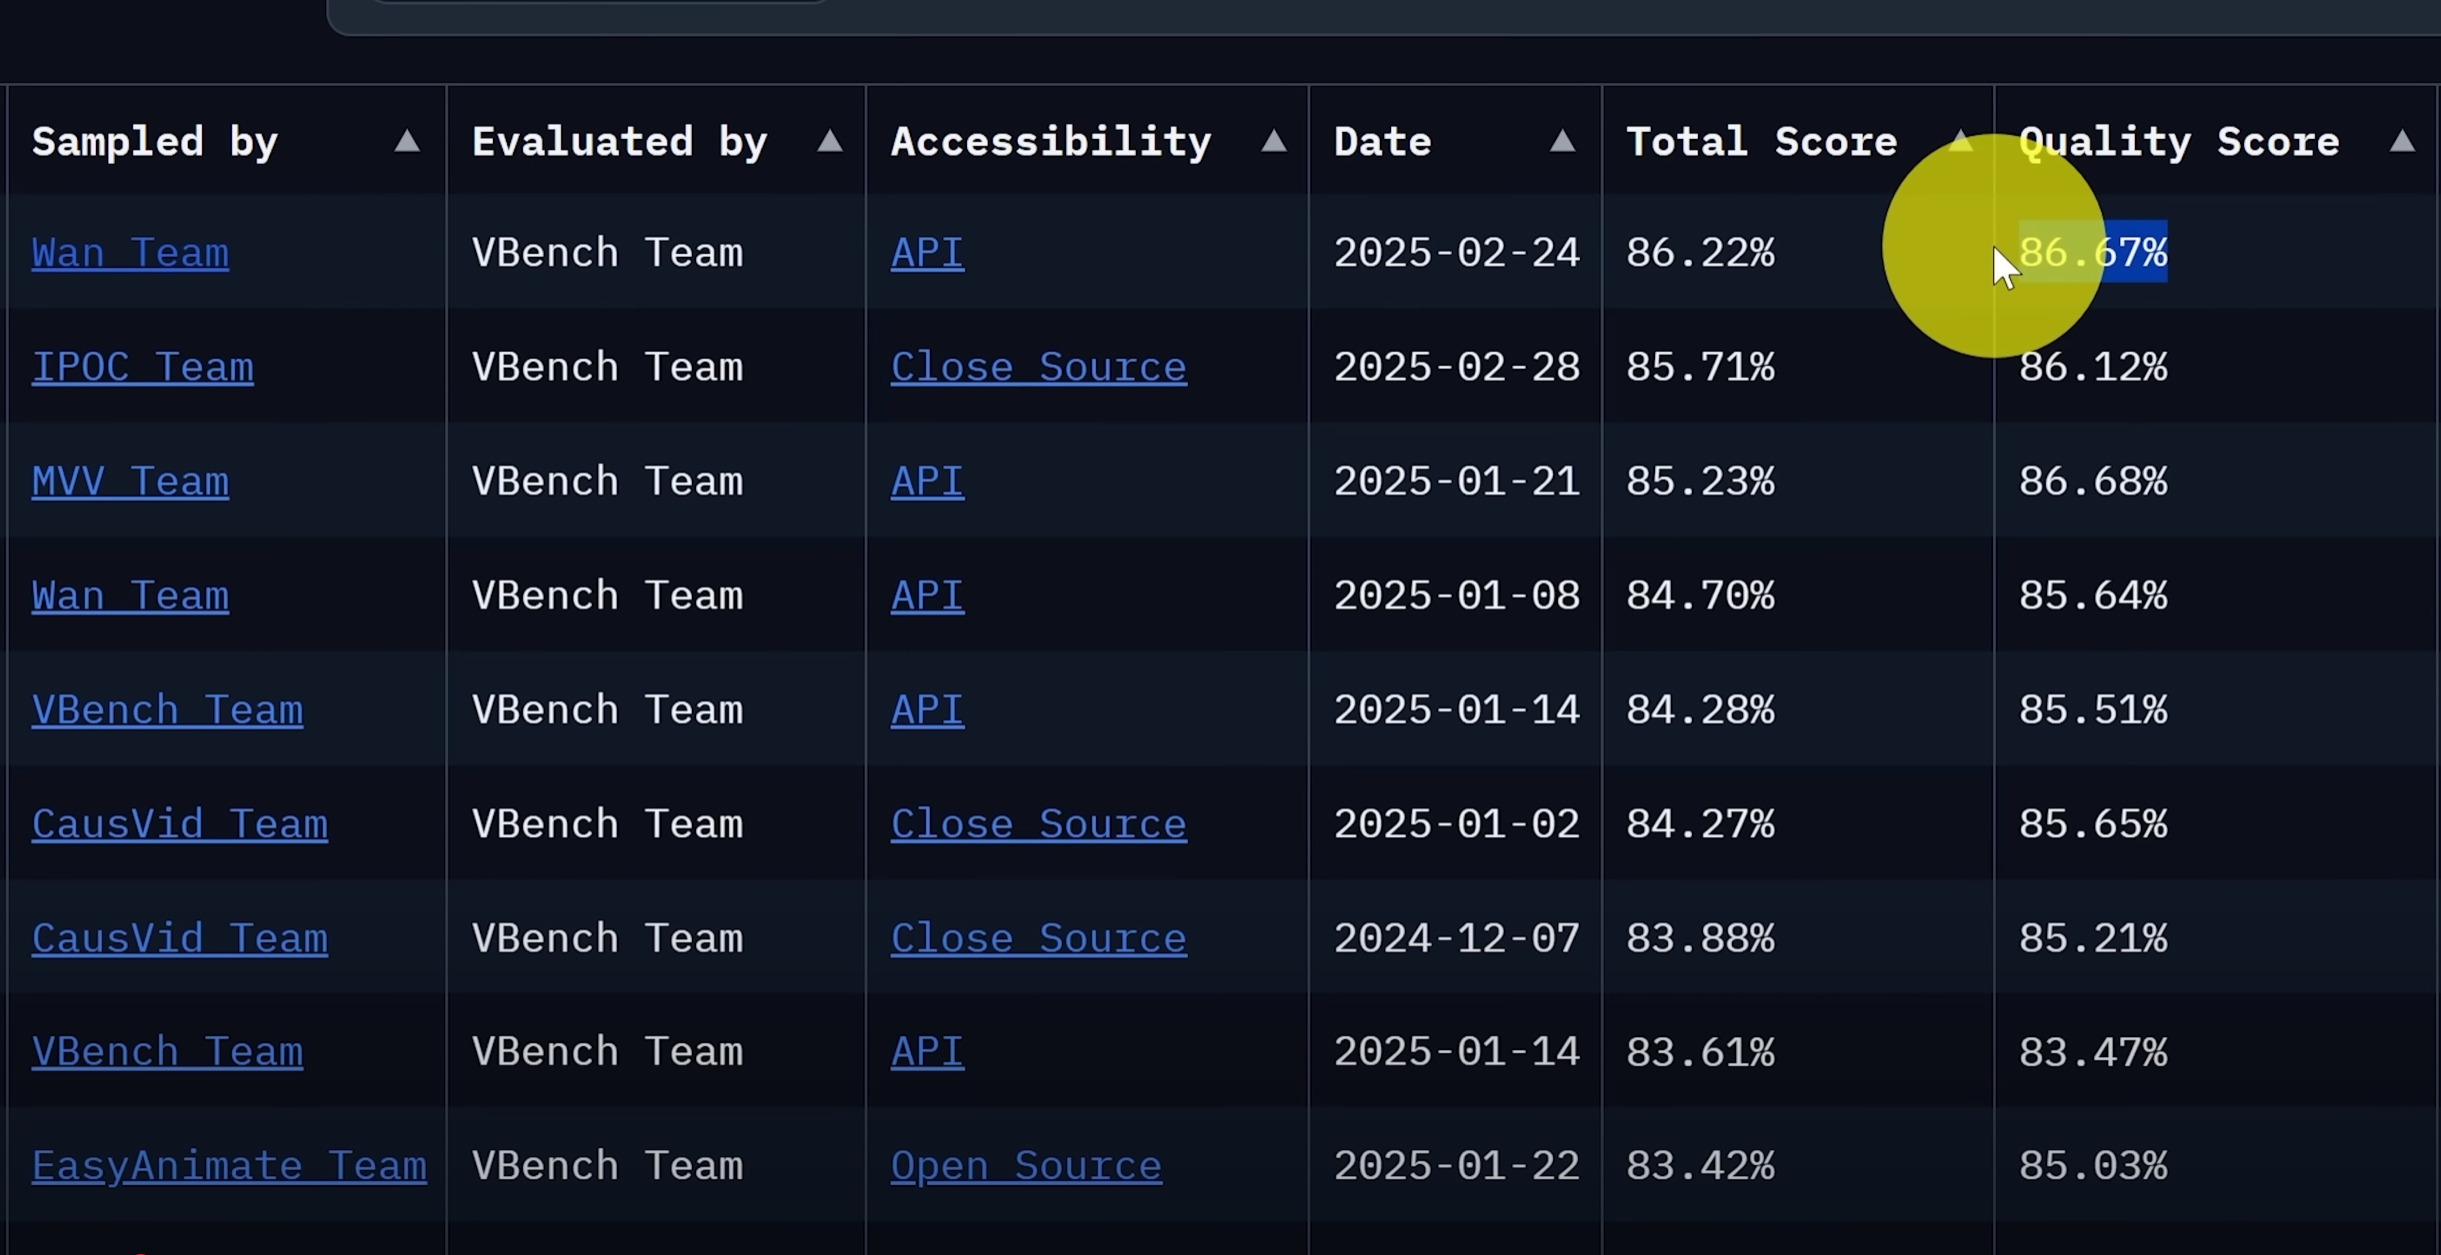 Sampled by ▲ Evaluated by ▲ Accessibility ▲ Date ▲ Total Score ▲ Quality Score ▲
Wan Team VBench Team API 2025-02-24 86.22% 86.67%
IPOC Team VBench Team Close Source 2025-02-28 85.71% 86.12%
MVV Team VBench Team API 2025-01-21 85.23% 86.68%
Wan Team VBench Team API 2025-01-08 84.70% 85.64%
VBench Team VBench Team API 2025-01-14 84.28% 85.51%
CausVid Team VBench Team Close Source 2025-01-02 84.27% 85.65%
CausVid Team VBench Team Close Source 2024-12-07 83.88% 85.21%
VBench Team VBench Team API 2025-01-14 83.61% 83.47%
EasyAnimate Team VBench Team Open Source 2025-01-22 83.42% 85.03%